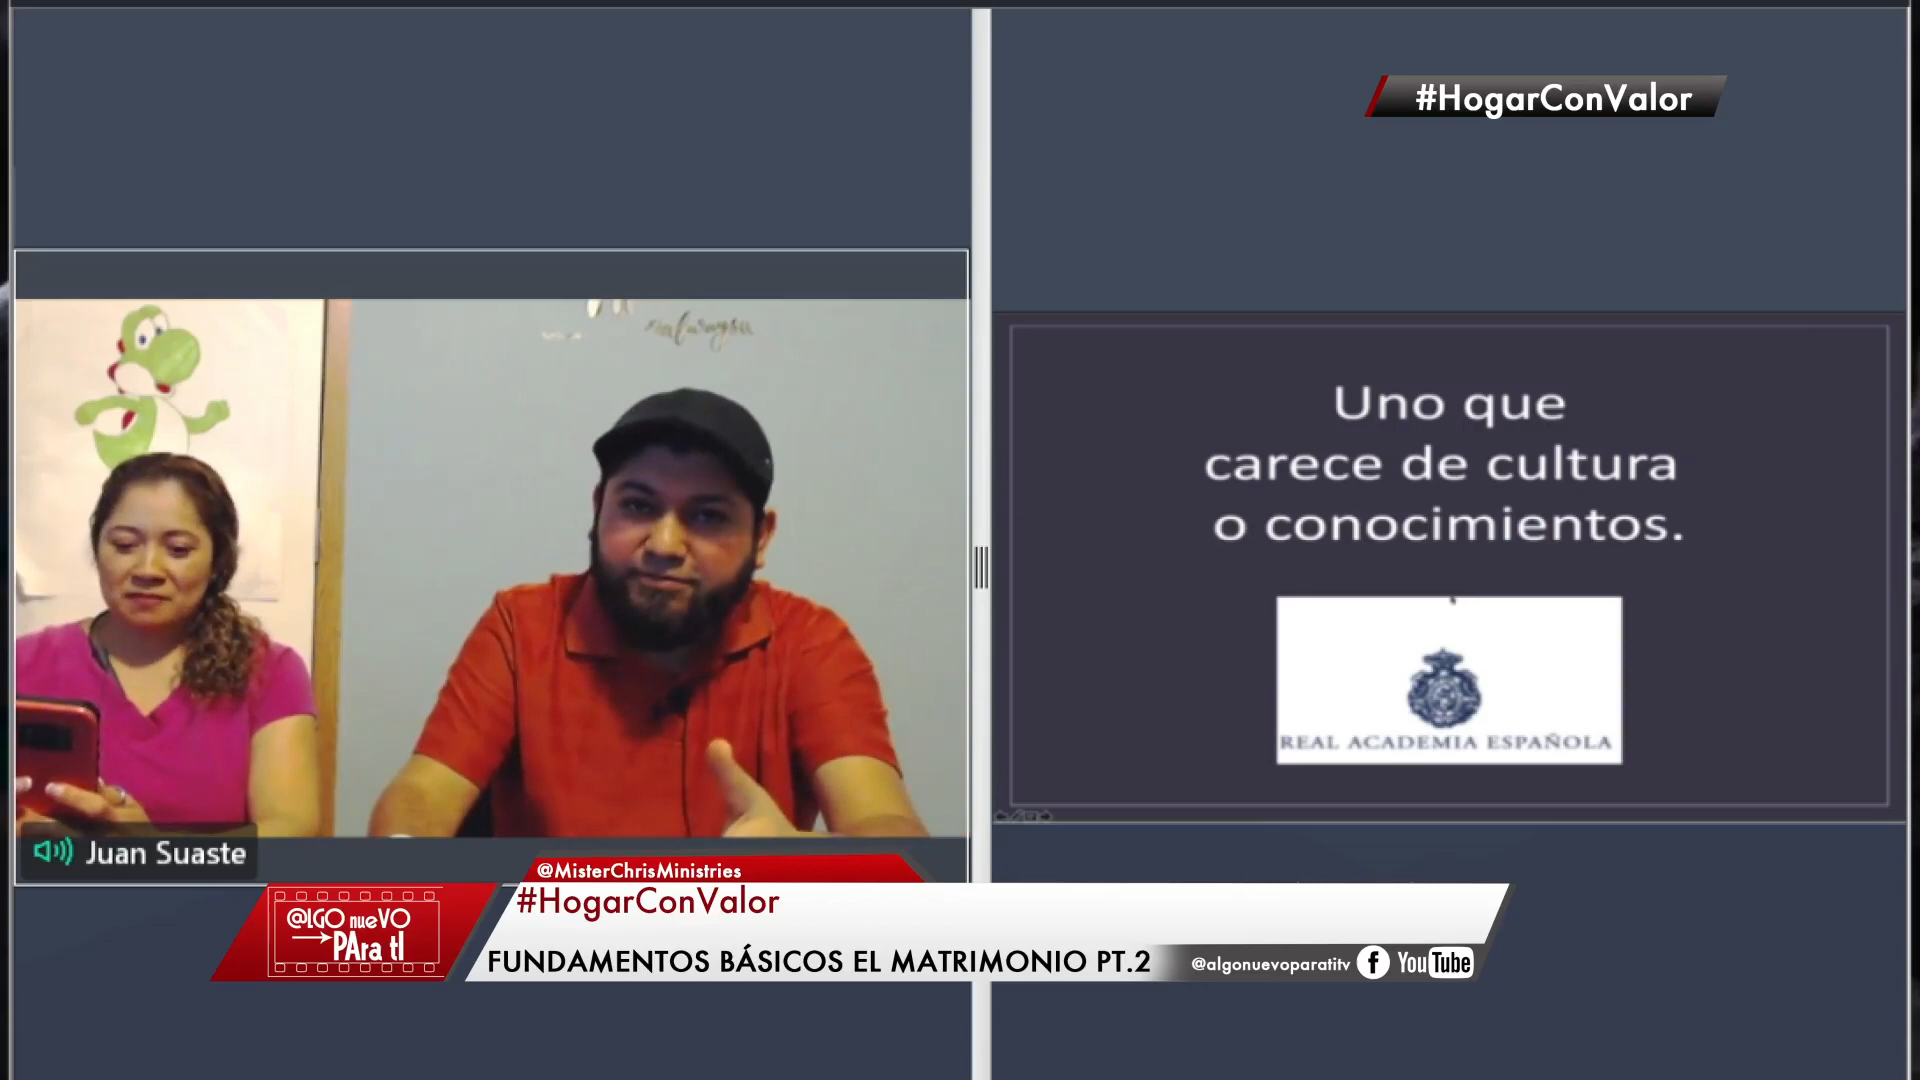 #HogarConValor
always
Uno que
carece de cultura
o conocimientos.
REAL ACADEMIA ESPAÑOLA
Juan Suaste
@MisterChrisMinistries
#HogarConValor
@LGO nueVO
PAra tI
FUNDAMENTOS BÁSICOS EL MATRIMONIO PT.2
@algonuevoparatitv f YouTube